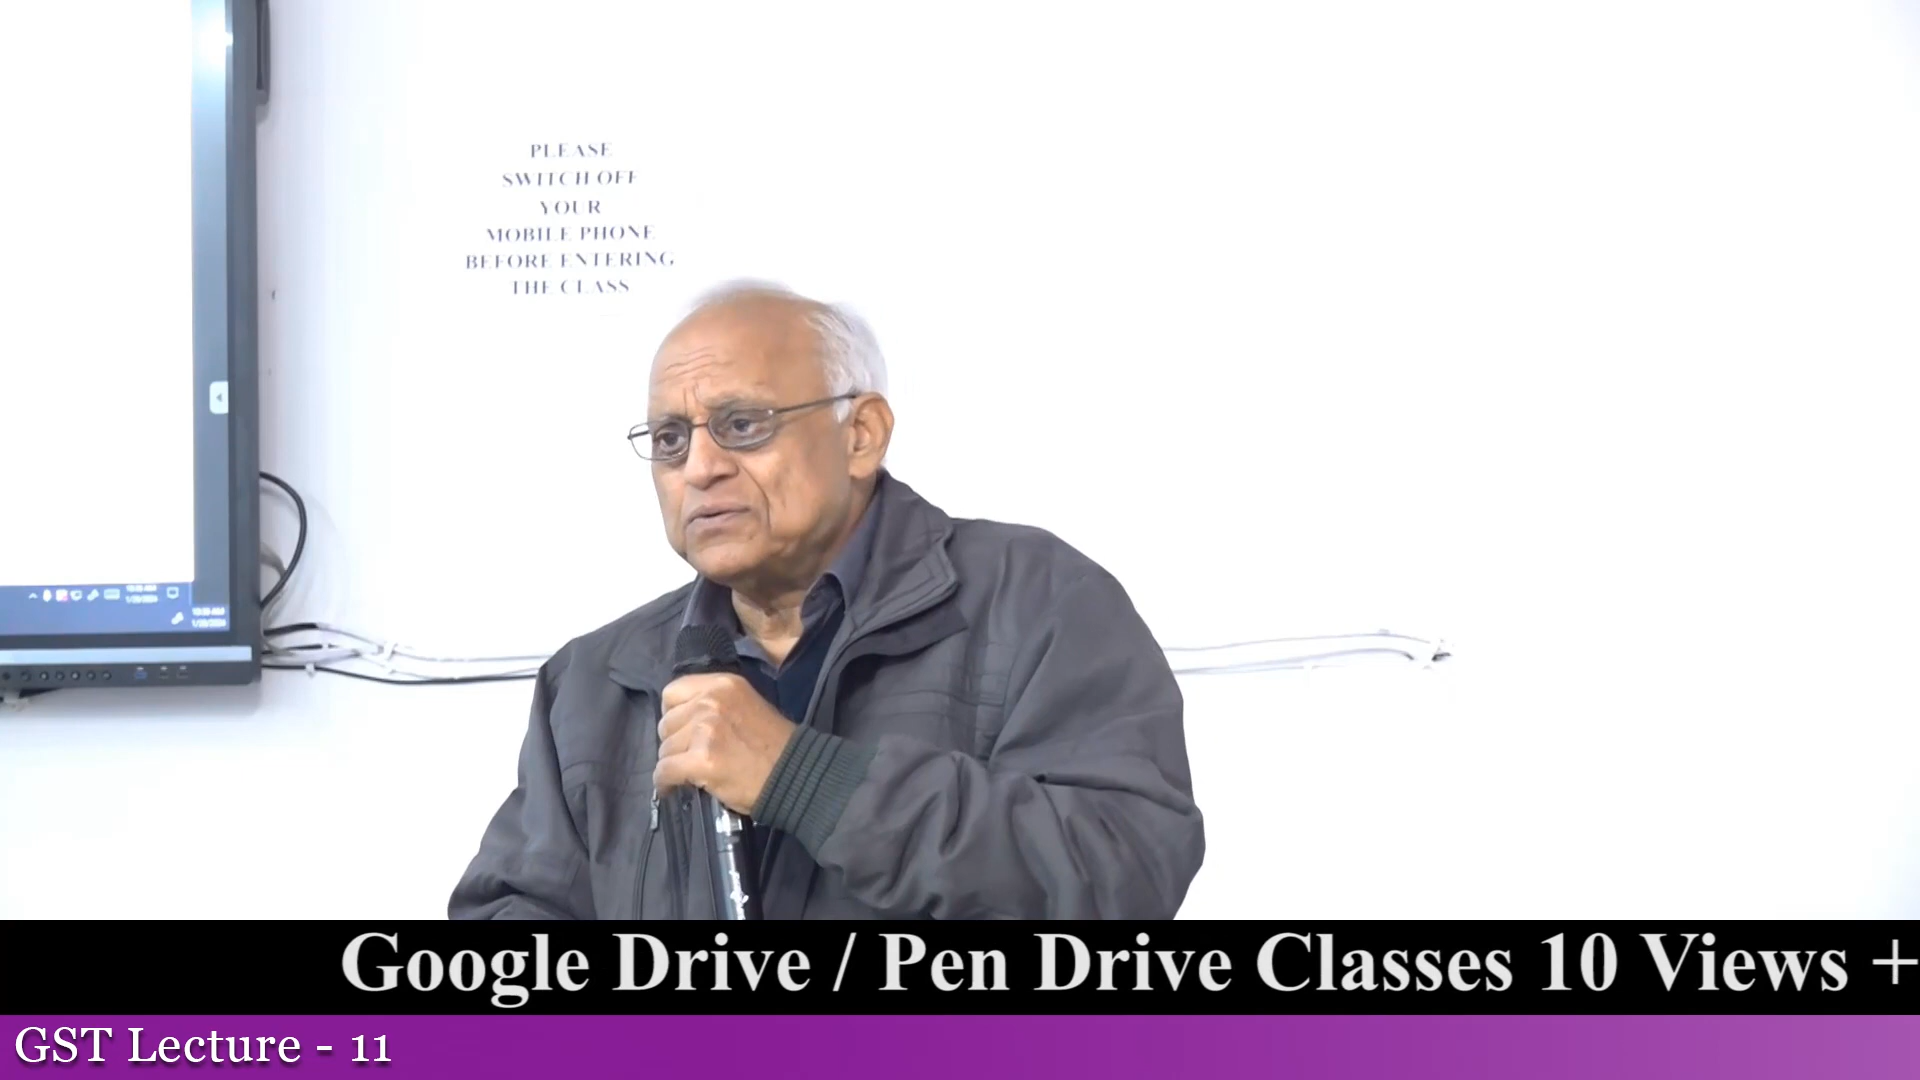 PLEASE
SWITCH OFF
YOUR
MOBILE PHONE
BEFORE ENTERING
THE CLASS
Google Drive / Pen Drive Classes 10 Views +
GST Lecture - 11